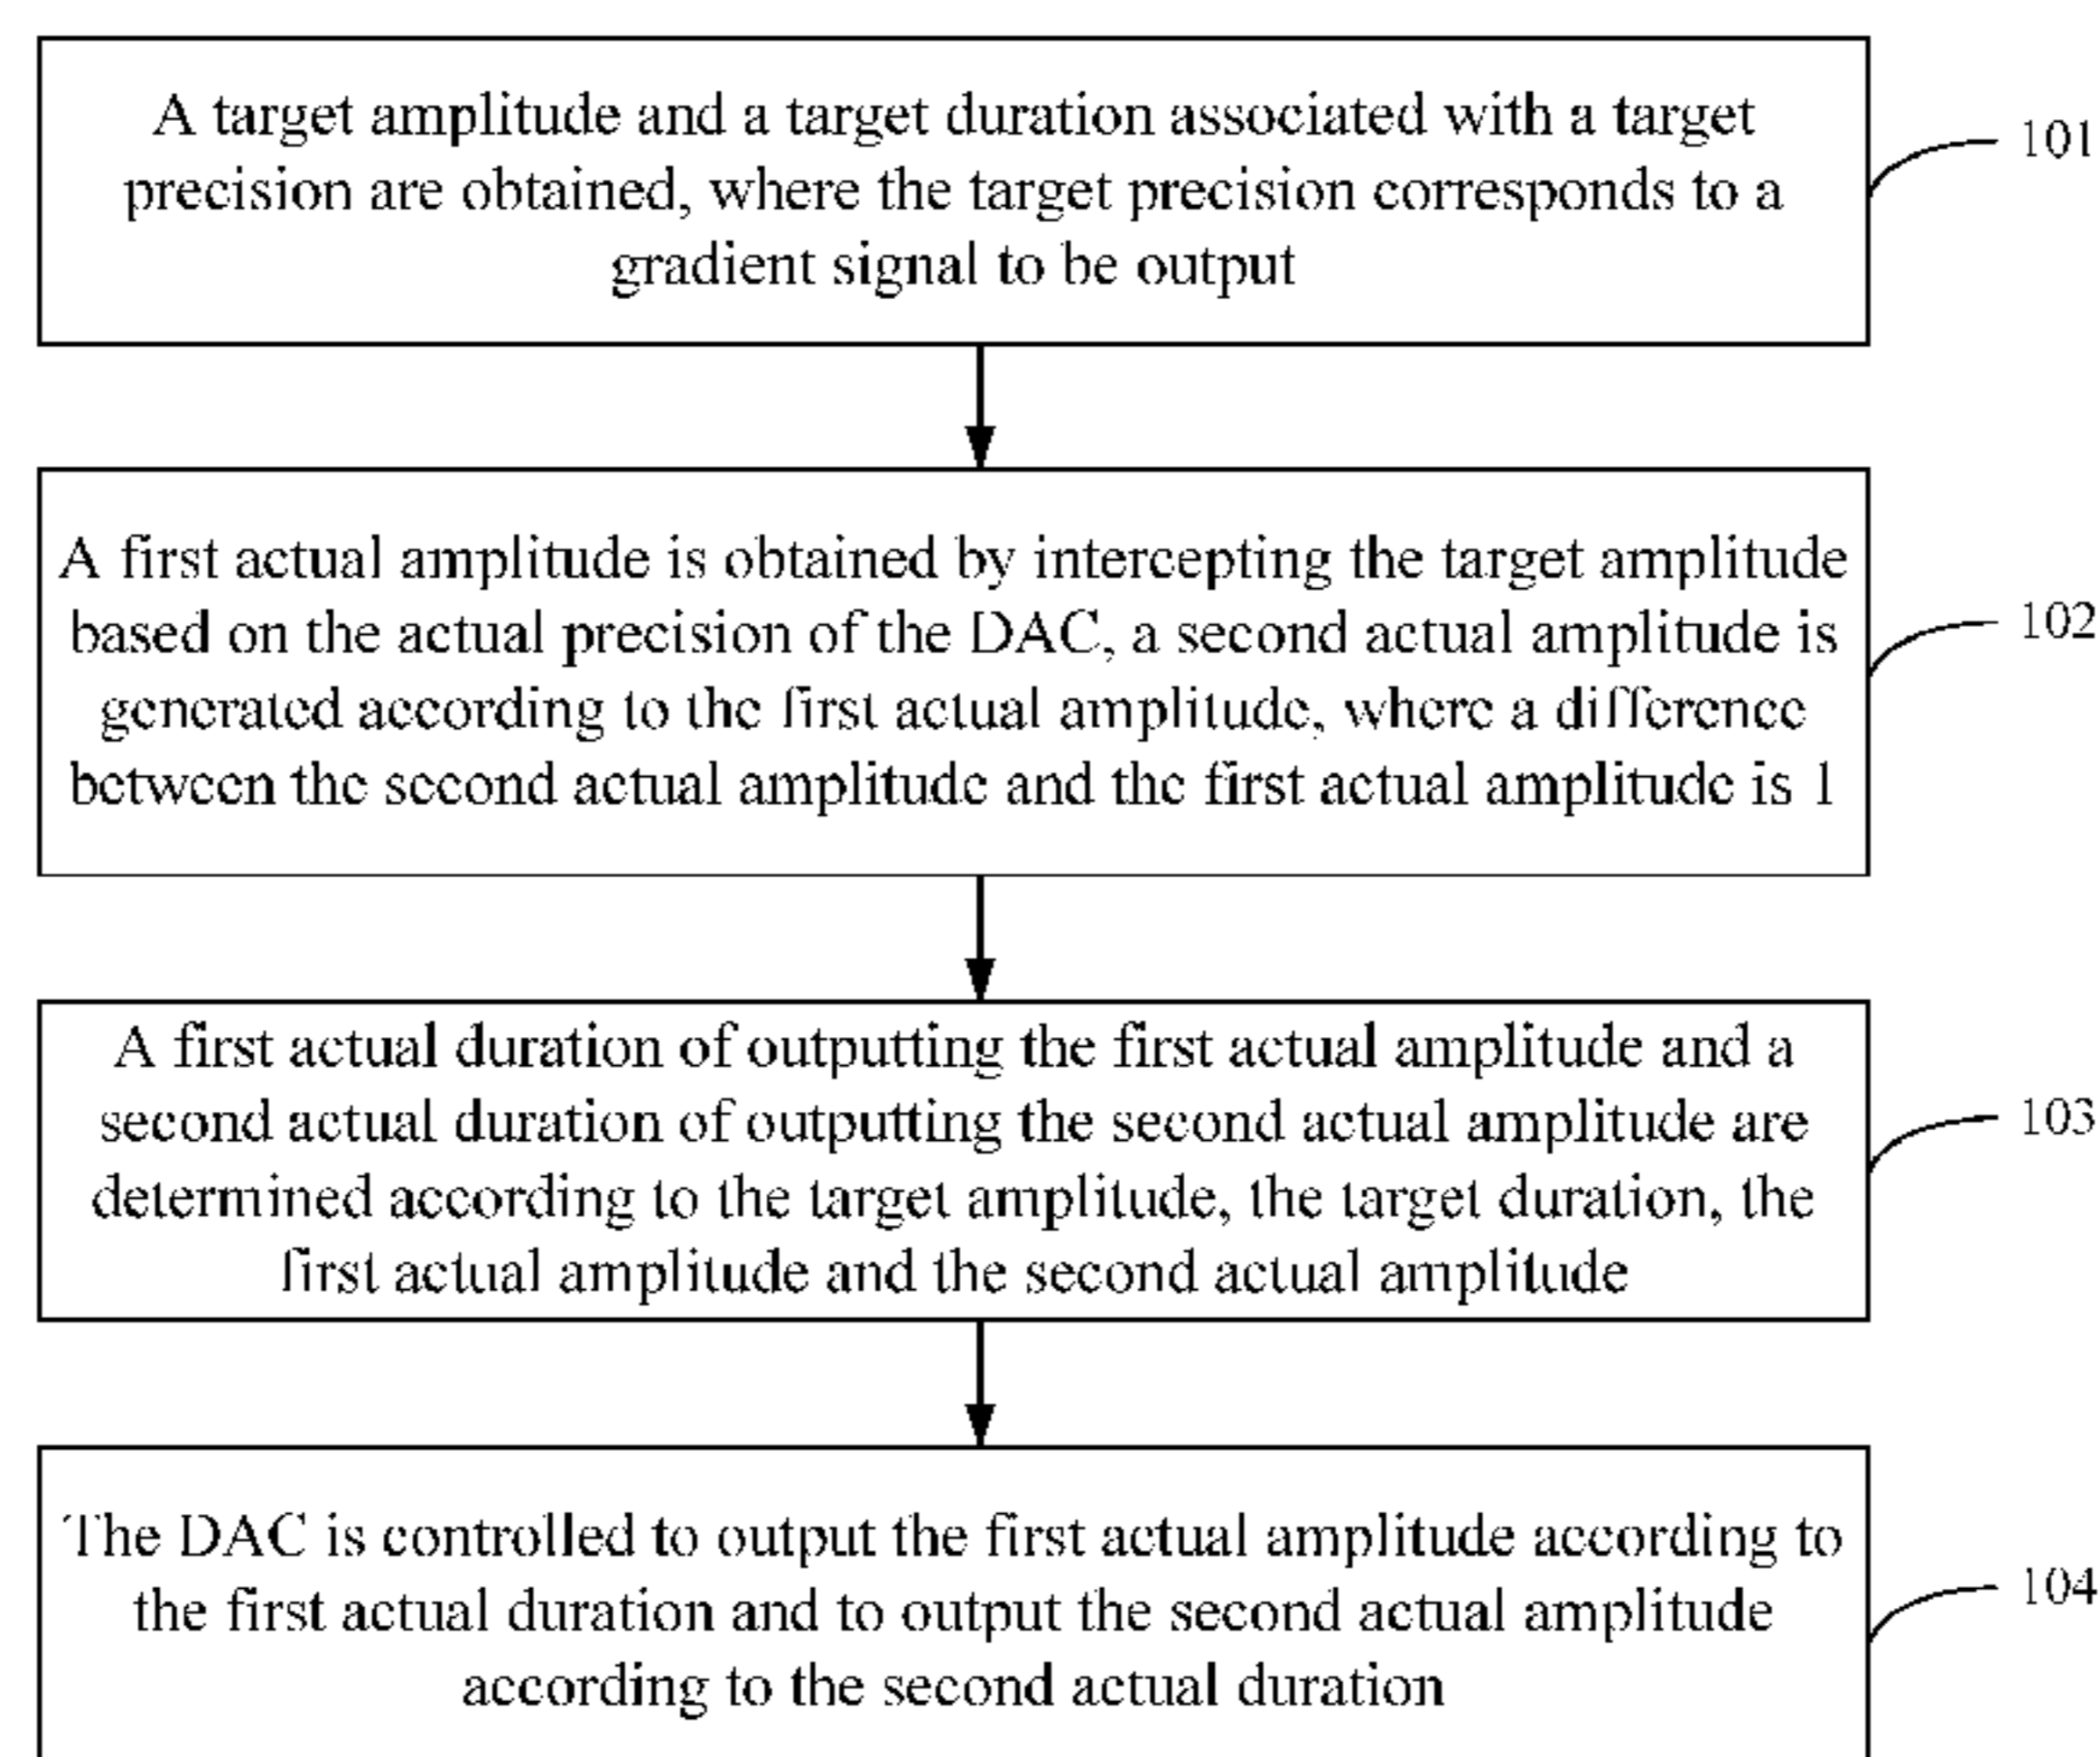 A target amplitude and a target duration associated with a target
precision are obtained, where the target precision corresponds to a
gradient signal to be output
101
A first actual amplitude is obtained by intercepting the target amplitude
based on the actual precision of the DAC, a second actual amplitude is
generated according to the first actual amplitude, where a difference
between the second actual amplitude and the first actual amplitude is 1
102
A first actual duration of outputting the first actual amplitude and a
second actual duration of outputting the second actual amplitude are
determined according to the target amplitude, the target duration, the
first actual amplitude and the second actual amplitude
103
The DAC is controlled to output the first actual amplitude according to
the first actual duration and to output the second actual amplitude
according to the second actual duration
104